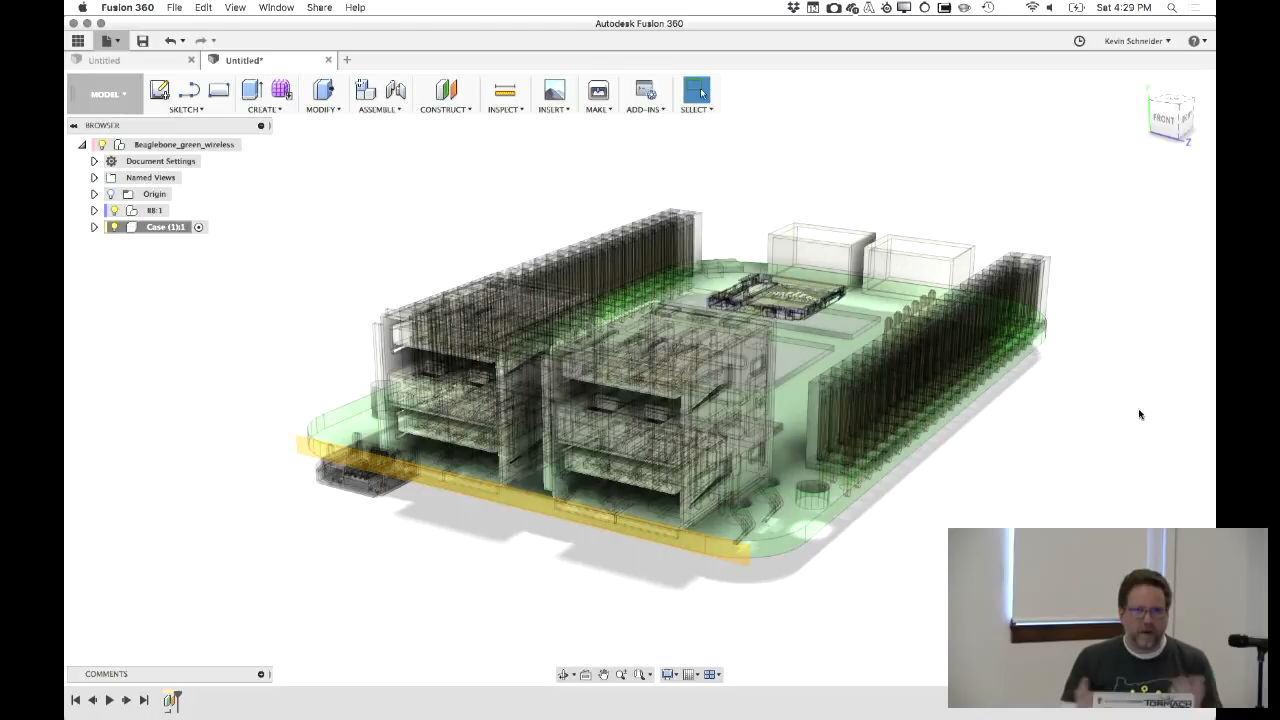 Fusion 360 File Edit View Window Share Help
Sat 4:29 PM
Autodesk Fusion 360
Kevin Schneider
Untitled
Untitled*
MODEL
SKETCH
CREATE
MODIFY
ASSEMBLE
CONSTRUCT
INSPECT
INSERT
MAKE
ADD-INS
SELECT
FRONT
Z
BROWSER
Beaglebone_green_wireless
Document Settings
Named Views
Origin
BB:1
Case (1):1
COMMENTS
TORMACH